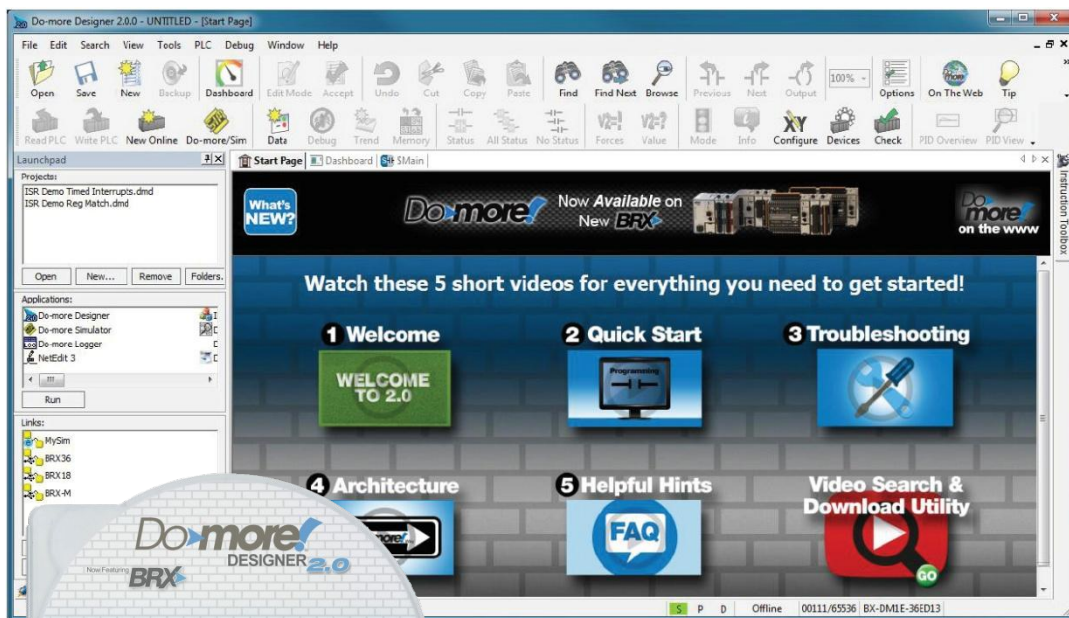 Do-more Designer 2.0.0 - UNTITLED - [Start Page]
File Edit Search View Tools PLC Debug Window Help
Open Save New Backup Dashboard Edit Mode Accept Undo Cut Copy Paste Find Find Next Browse Previous Next Output 100% Options On The Web Tip
Read PLC Write PLC New Online Do-more/Sim Data Debug Trend Memory Status All Status No Status Forces Value Mode Info Configure Devices Check PID Overview PID View
Launchpad
Start Page Dashboard $Main
Instruction Toolbox
Projects:
ISR Demo Timed Interrupts.dmd
ISR Demo Reg Match.dmd
Open New... Remove Folders.
Applications:
Do-more Designer
Do-more Simulator
Do-more Logger
NetEdit 3
Run
Links:
MySim
BRX36
BRX18
BRX-M
What's
NEW?
Do-more!
Now Available on
New BRX
Do-more
on the www
Watch these 5 short videos for everything you need to get started!
1 Welcome
WELCOME
TO 2.0
2 Quick Start
Programming
3 Troubleshooting
4 Architecture
more!
5 Helpful Hints
FAQ
Video Search &
Download Utility
GO
Do-more!
DESIGNER 2.0
Now Featuring
BRX
S P D Offline 00111/65536 BX-DM1E-36ED13